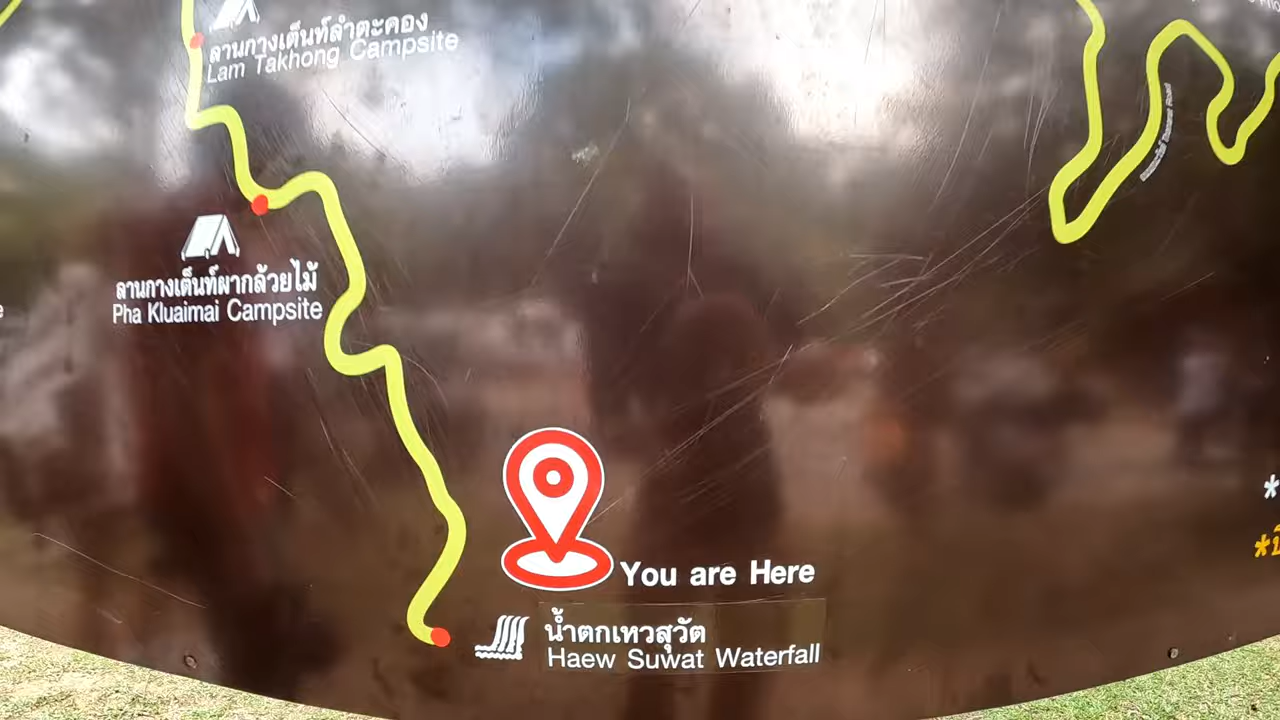 ลานกางเต็นท์ลำตะคอง
Lam Takhong Campsite
ลานกางเต็นท์ผากล้วยไม้
Pha Kluaimai Campsite
You are Here
น้ำตกเหวสุวัต
Haew Suwat Waterfall
*
*